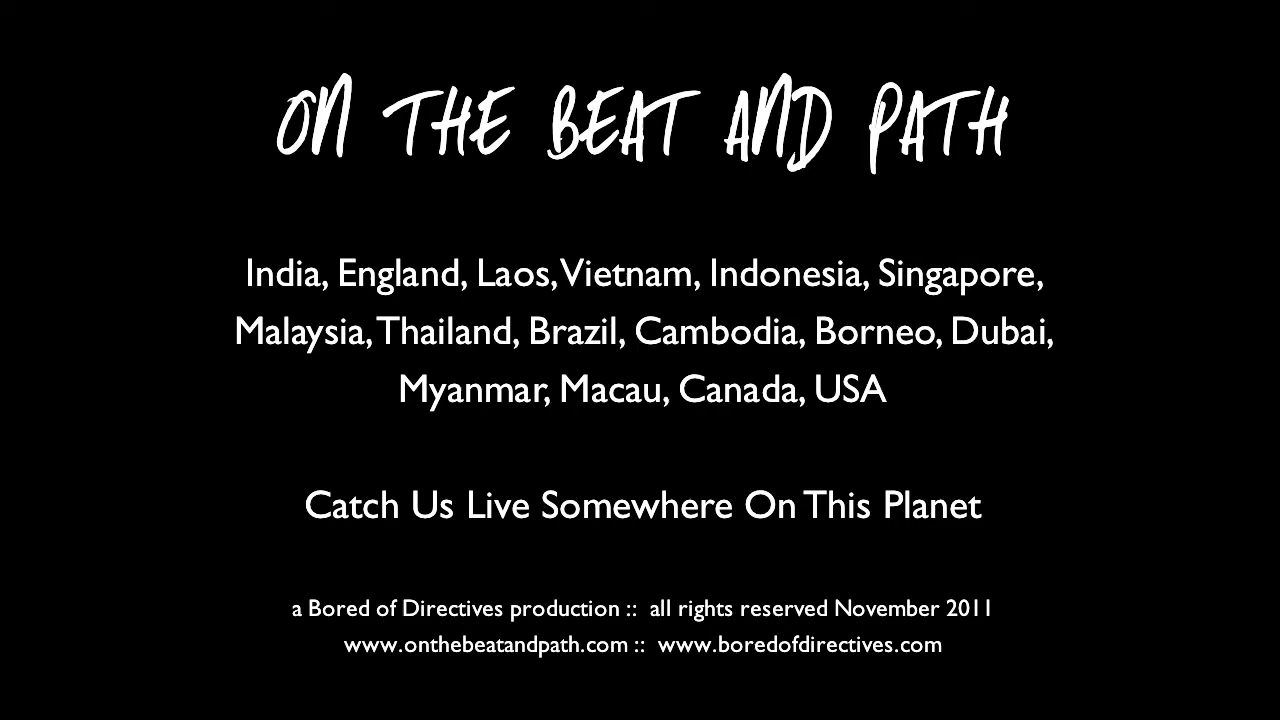 ON THE BEAT AND PATH
India, England, Laos, Vietnam, Indonesia, Singapore,
Malaysia, Thailand, Brazil, Cambodia, Borneo, Dubai,
Myanmar, Macau, Canada, USA
Catch Us Live Somewhere On This Planet
a Bored of Directives production :: all rights reserved November 2011
www.onthebeatandpath.com :: www.boredofdirectives.com